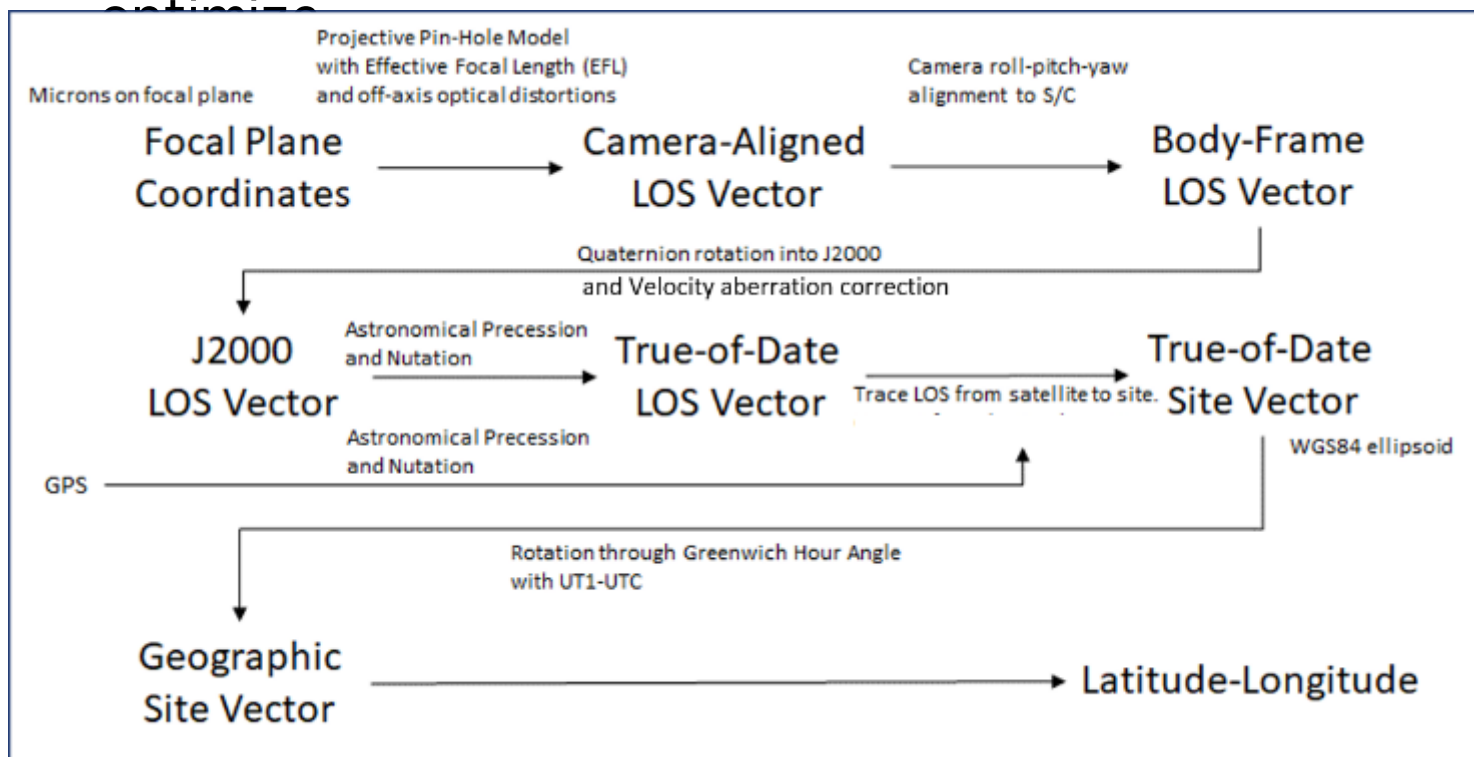 optimize
Projective Pin-Hole Model
with Effective Focal Length (EFL)
and off-axis optical distortions
Microns on focal plane
Camera roll-pitch-yaw
alignment to S/C
Focal Plane
Coordinates
Camera-Aligned
LOS Vector
Body-Frame
LOS Vector
Quaternion rotation into J2000
and Velocity aberration correction
J2000
LOS Vector
Astronomical Precession
and Nutation
True-of-Date
LOS Vector
Trace LOS from satellite to site.
True-of-Date
Site Vector
WGS84 ellipsoid
Astronomical Precession
and Nutation
GPS
Rotation through Greenwich Hour Angle
with UT1-UTC
Geographic
Site Vector
Latitude-Longitude